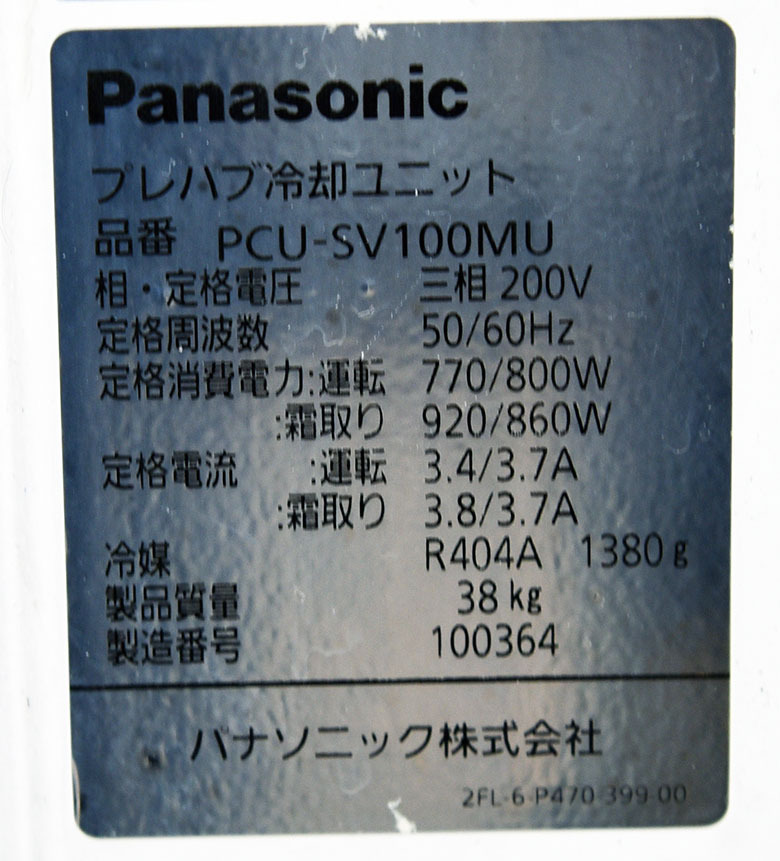 Panasonic
プレハブ冷却ユニット
品番 PCU-SV100MU
相・定格電圧 三相 200V
定格周波数 50/60Hz
定格消費電力:運転 770/800W
:霜取り 920/860W
定格電流 :運転 3.4/3.7A
:霜取り 3.8/3.7A
冷媒 R404A 1380g
製品質量 38kg
製造番号 100364
パナソニック株式会社
2FL-6-P470-399-00